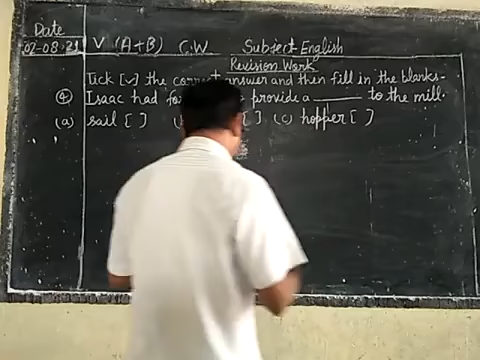 Date
02-08-21 V (A+B) C.W Subject English
Revision Work
Tick [✓] the correct answer and then fill in the blanks-
④ Isaac had provide a ______ to the mill.
(a) sail [ ] [ ] (c) hopper [ ]